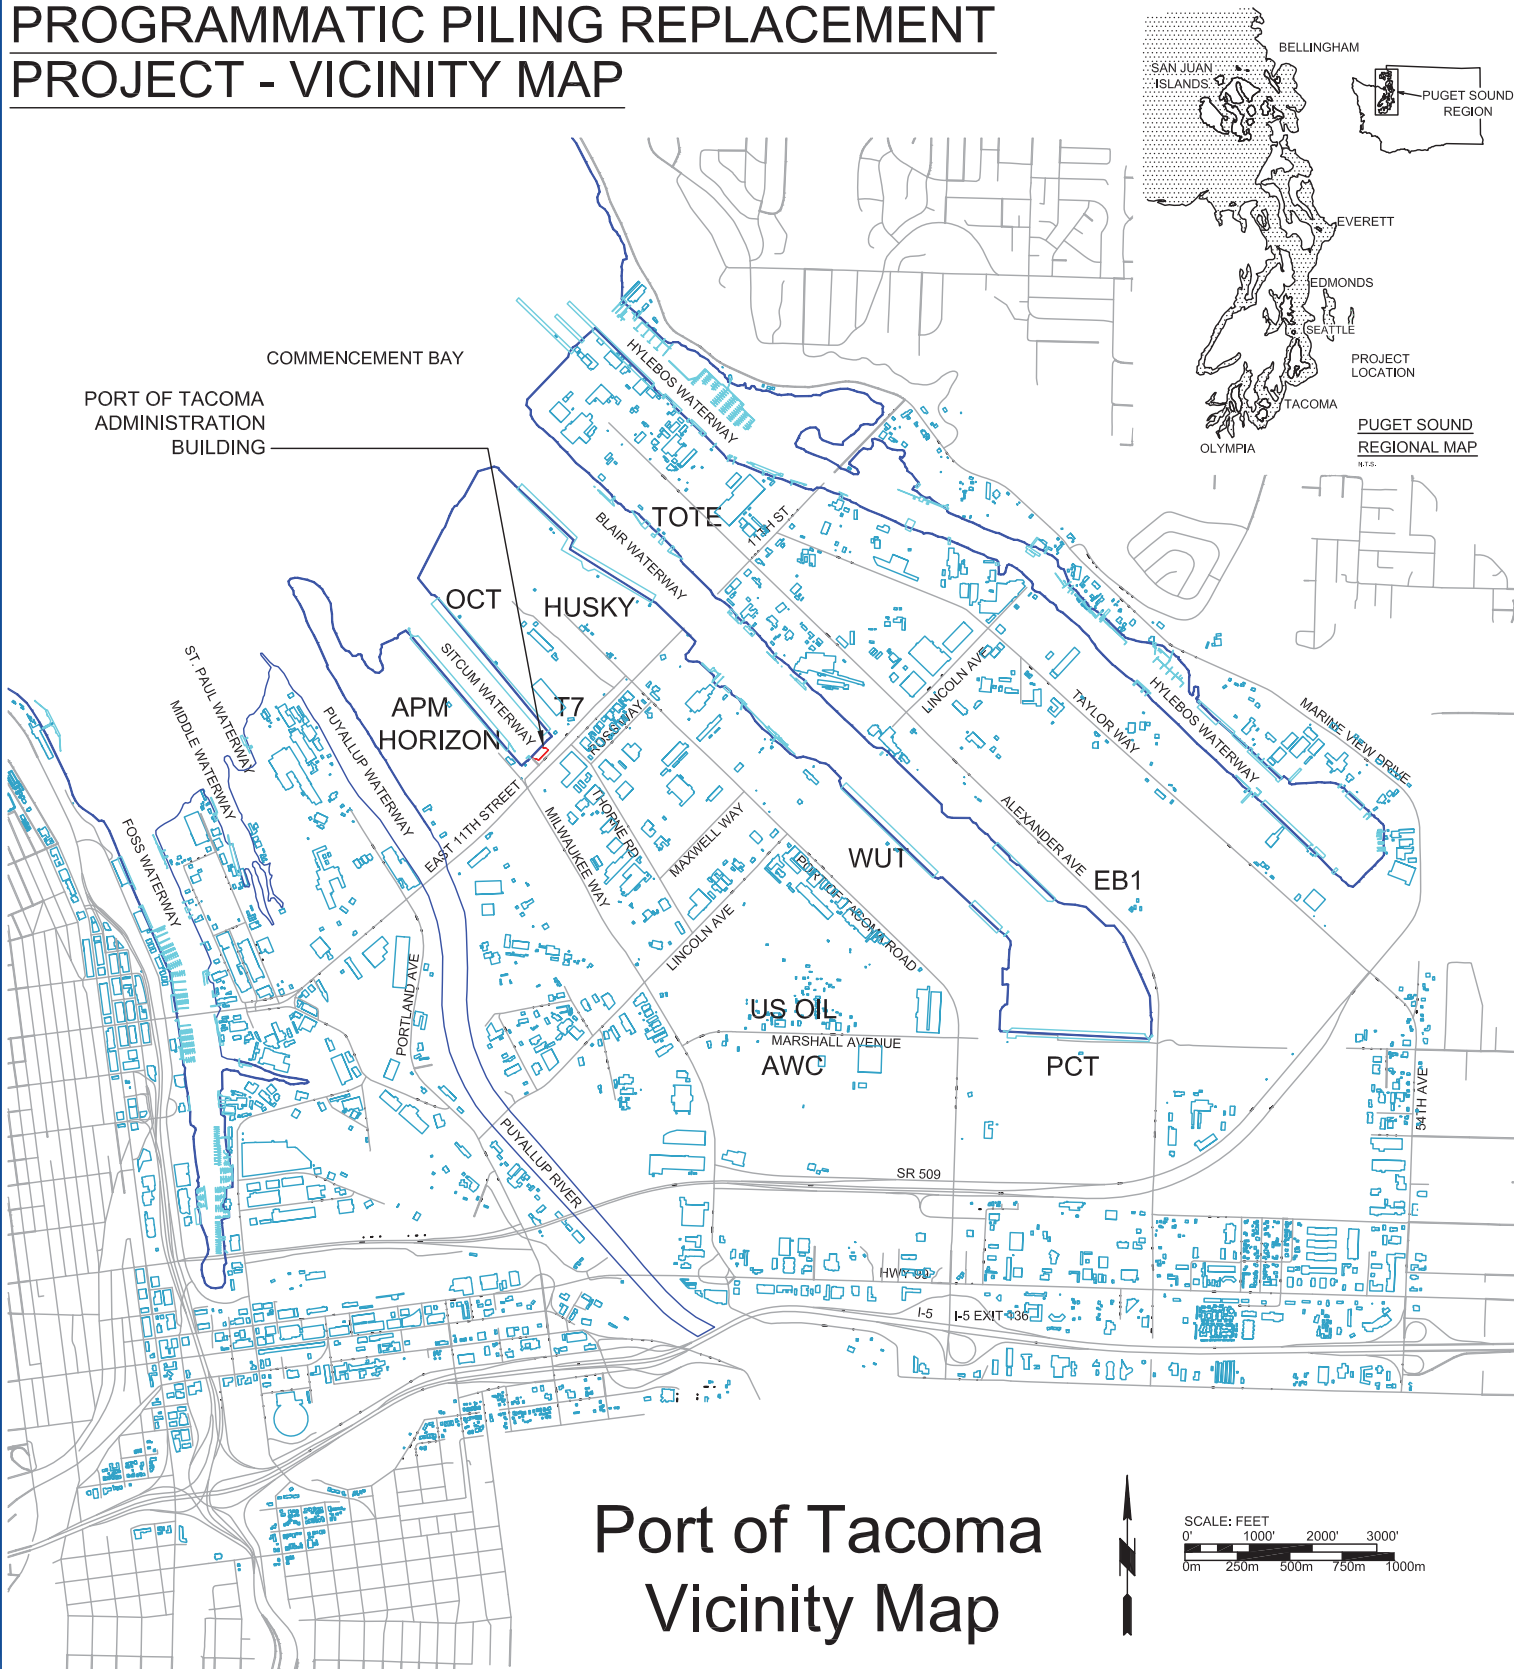 PROGRAMMATIC PILING REPLACEMENT
PROJECT - VICINITY MAP
BELLINGHAM
SAN JUAN
ISLANDS
PUGET SOUND
REGION
EVERETT
EDMONDS
SEATTLE
PROJECT
LOCATION
TACOMA
OLYMPIA
PUGET SOUND
REGIONAL MAP
N.T.S.
COMMENCEMENT BAY
PORT OF TACOMA
ADMINISTRATION
BUILDING
HYLEBOS WATERWAY
TOTE
11TH ST
BLAIR WATERWAY
OCT
HUSKY
SITCUM WATERWAY
APM
HORIZON
T7
ROSS WAY
ST. PAUL WATERWAY
MIDDLE WATERWAY
PUYALLUP WATERWAY
FOSS WATERWAY
EAST 11TH STREET
MILWAUKEE WAY
THORNE RD
MAXWELL WAY
LINCOLN AVE
LINCOLN AVE
TAYLOR WAY
HYLEBOS WATERWAY
MARINE VIEW DRIVE
ALEXANDER AVE
WUT
EB1
PORT OF TACOMA ROAD
PORTLAND AVE
US OIL
MARSHALL AVENUE
AWC
PCT
54TH AVE
PUYALLUP RIVER
SR 509
HWY 99
I-5
I-5 EXIT 136
Port of Tacoma
Vicinity Map
SCALE: FEET
0' 1000' 2000' 3000'
0m 250m 500m 750m 1000m